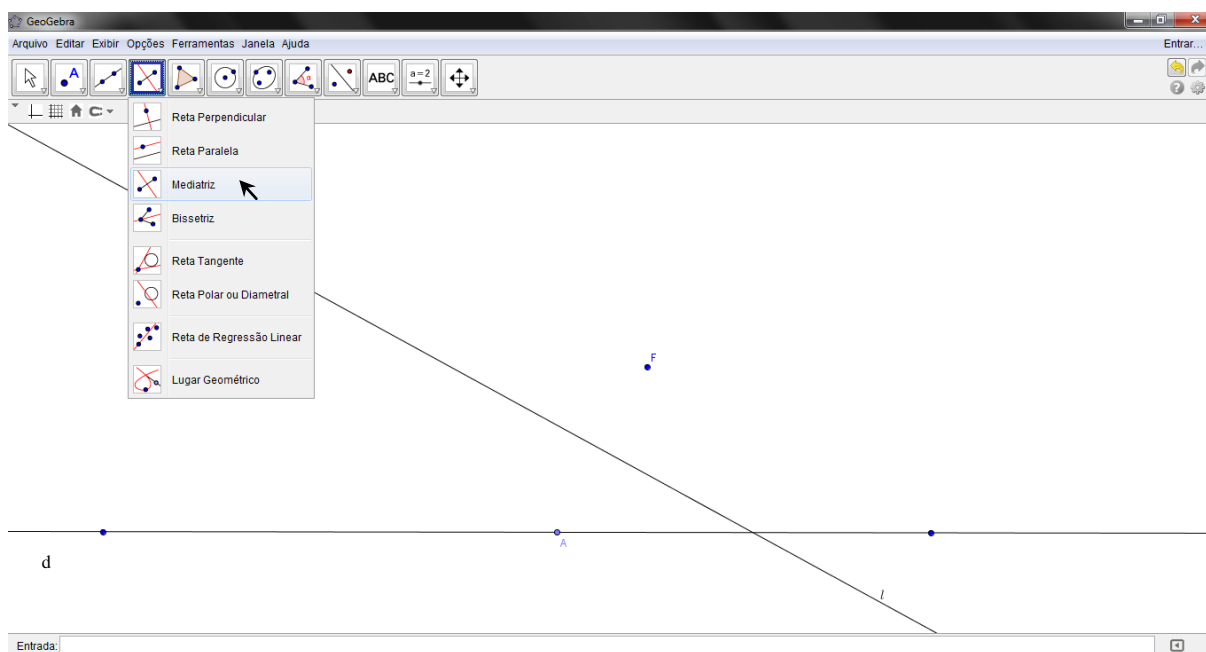 GeoGebra
Arquivo Editar Exibir Opções Ferramentas Janela Ajuda Entrar...
A α ABC a=2
Reta Perpendicular
Reta Paralela
Mediatriz
Bissetriz
Reta Tangente
Reta Polar ou Diametral
Reta de Regressão Linear
Lugar Geométrico
F
A
d
l
Entrada: